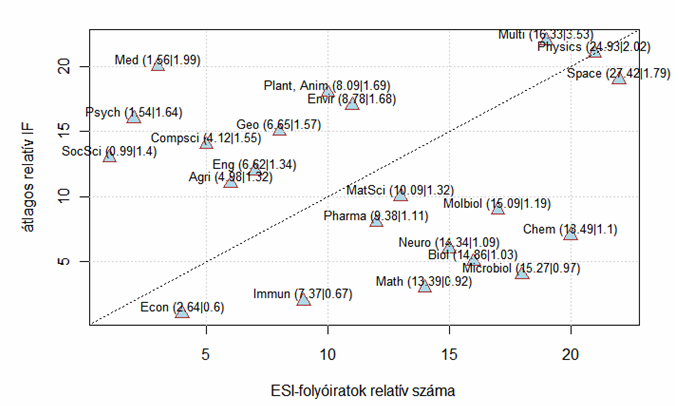 Multi (16.33|3.53)
Physics (24.93|2.02)
Med (1.56|1.99)
Space (27.42|1.79)
Plant, Anim (8.09|1.69)
Envir (8.78|1.68)
Psych (1.54|1.64)
Geo (6.65|1.57)
Compsci (4.12|1.55)
SocSci (0.99|1.4)
Eng (6.62|1.34)
Agri (4.98|1.32)
MatSci (10.09|1.32)
Molbiol (15.09|1.19)
Pharma (9.38|1.11)
Chem (13.49|1.1)
Neuro (14.34|1.09)
Biol (14.86|1.03)
Microbiol (15.27|0.97)
Math (13.39|0.92)
Immun (7.37|0.67)
Econ (2.64|0.6)
20
15
10
5
átlagos relatív IF
5 10 15 20
ESI-folyóiratok relatív száma